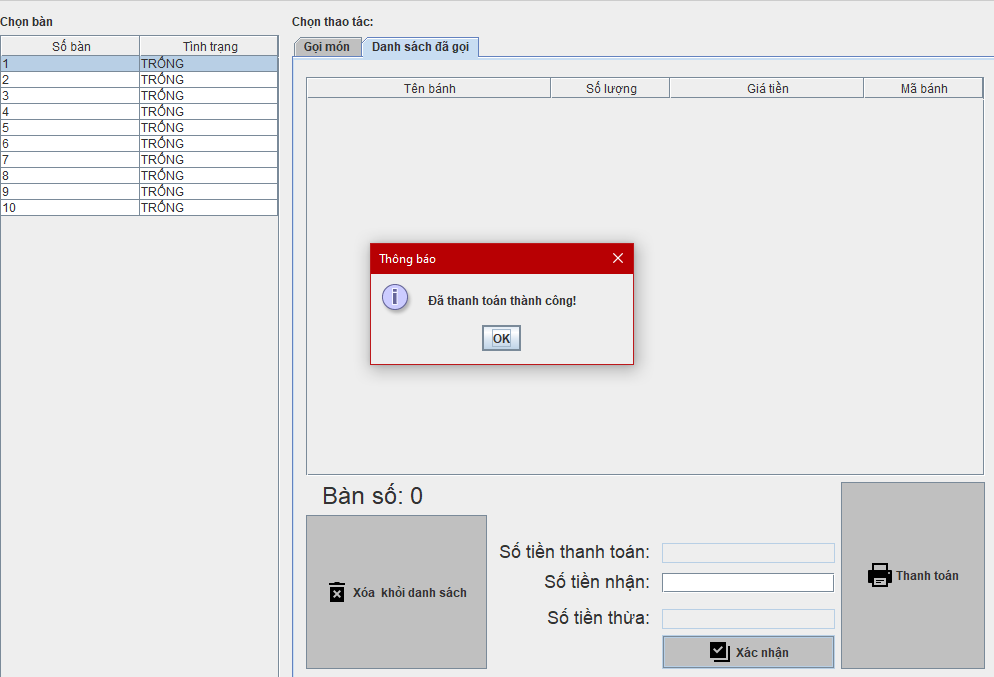 Chọn bàn
Số bàn Tình trạng
1 TRỐNG
2 TRỐNG
3 TRỐNG
4 TRỐNG
5 TRỐNG
6 TRỐNG
7 TRỐNG
8 TRỐNG
9 TRỐNG
10 TRỐNG
Chọn thao tác:
Gọi món Danh sách đã gọi
Tên bánh Số lượng Giá tiền Mã bánh
Thông báo
Đã thanh toán thành công!
OK
Bàn số: 0
Xóa khỏi danh sách
Số tiền thanh toán:
Số tiền nhận:
Số tiền thừa:
Xác nhận
Thanh toán